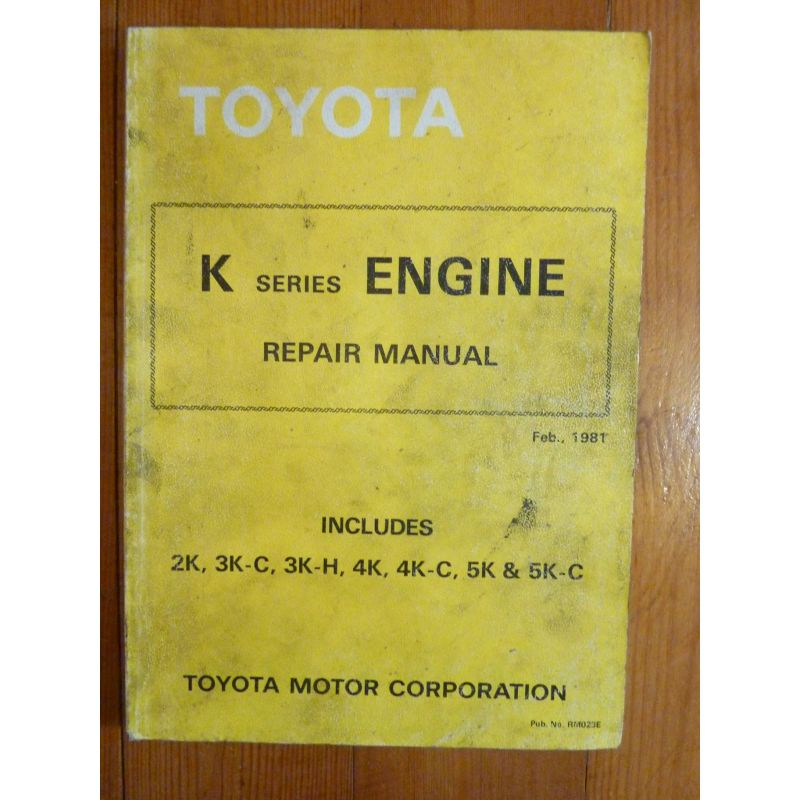 TOYOTA
K SERIES ENGINE
REPAIR MANUAL
Feb., 1981
INCLUDES
2K, 3K-C, 3K-H, 4K, 4K-C, 5K & 5K-C
TOYOTA MOTOR CORPORATION
Pub. No. RM023E